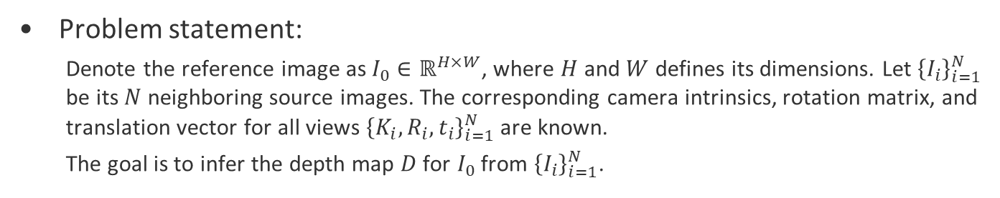 • Problem statement:
Denote the reference image as $I_0 \in \mathbb{R}^{H \times W}$, where $H$ and $W$ defines its dimensions. Let $\{I_i\}_{i=1}^{N}$
be its $N$ neighboring source images. The corresponding camera intrinsics, rotation matrix, and
translation vector for all views $\{K_i, R_i, t_i\}_{i=1}^{N}$ are known.
The goal is to infer the depth map $D$ for $I_0$ from $\{I_i\}_{i=1}^{N}$.